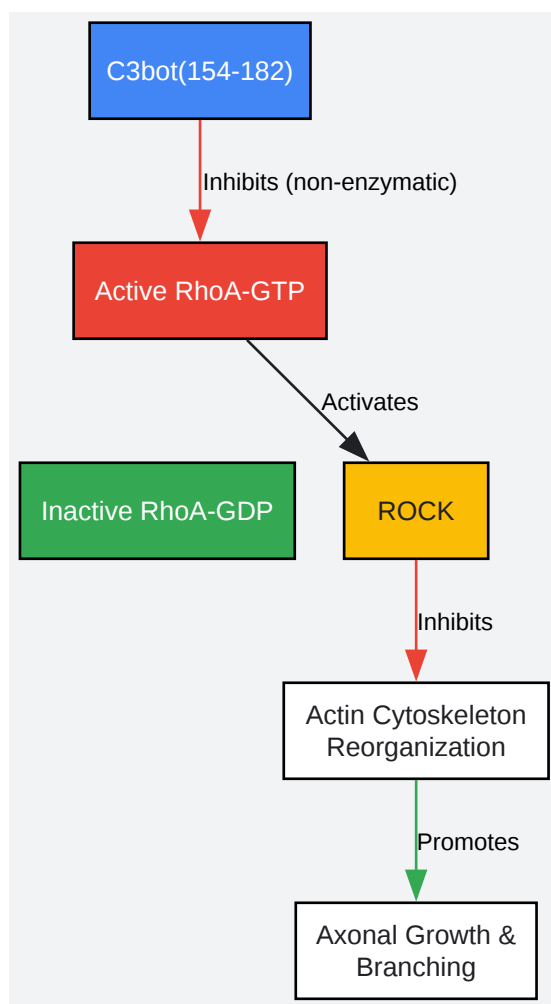 C3bot(154-182)
Inhibits (non-enzymatic)
Active RhoA-GTP
Activates
Inactive RhoA-GDP
ROCK
Inhibits
Actin Cytoskeleton
Reorganization
Promotes
Axonal Growth &
Branching